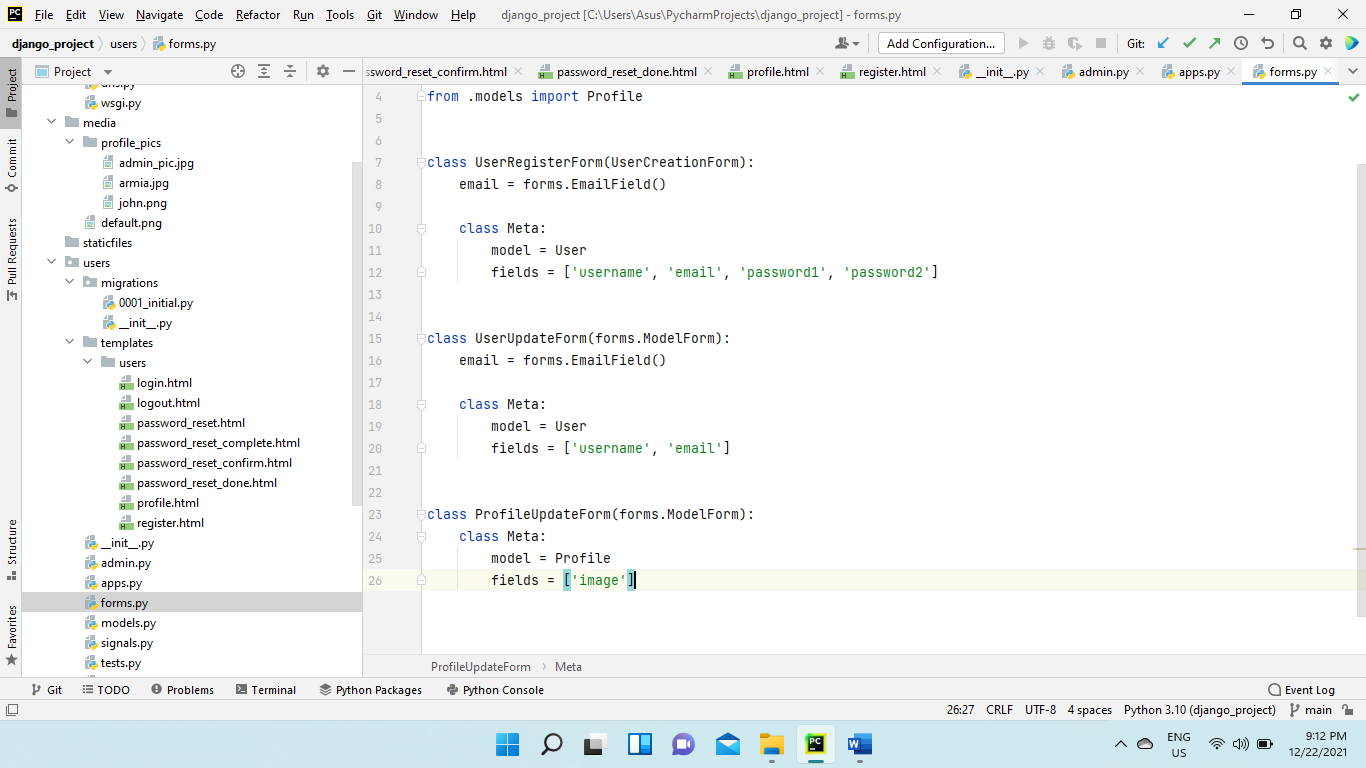 PC File Edit View Navigate Code Refactor Run Tools Git Window Help django_project [C:\Users\Asus\PycharmProjects\django_project] - forms.py
django_project users forms.py Add Configuration... Git:
Project ssword_reset_confirm.html password_reset_done.html profile.html register.html __init__.py admin.py apps.py forms.py
Project
Commit
Pull Requests
Structure
Favorites
wsgi.py
media
profile_pics
admin_pic.jpg
armia.jpg
john.png
default.png
staticfiles
users
migrations
0001_initial.py
__init__.py
templates
users
login.html
logout.html
password_reset.html
password_reset_complete.html
password_reset_confirm.html
password_reset_done.html
profile.html
register.html
__init__.py
admin.py
apps.py
forms.py
models.py
signals.py
tests.py
4 from .models import Profile
5
6
7 class UserRegisterForm(UserCreationForm):
8 email = forms.EmailField()
9
10 class Meta:
11 model = User
12 fields = ['username', 'email', 'password1', 'password2']
13
14
15 class UserUpdateForm(forms.ModelForm):
16 email = forms.EmailField()
17
18 class Meta:
19 model = User
20 fields = ['username', 'email']
21
22
23 class ProfileUpdateForm(forms.ModelForm):
24 class Meta:
25 model = Profile
26 fields = ['image']
ProfileUpdateForm Meta
Git TODO Problems Terminal Python Packages Python Console Event Log
26:27 CRLF UTF-8 4 spaces Python 3.10 (django_project) main
PC W ENG
US
9:12 PM
12/22/2021